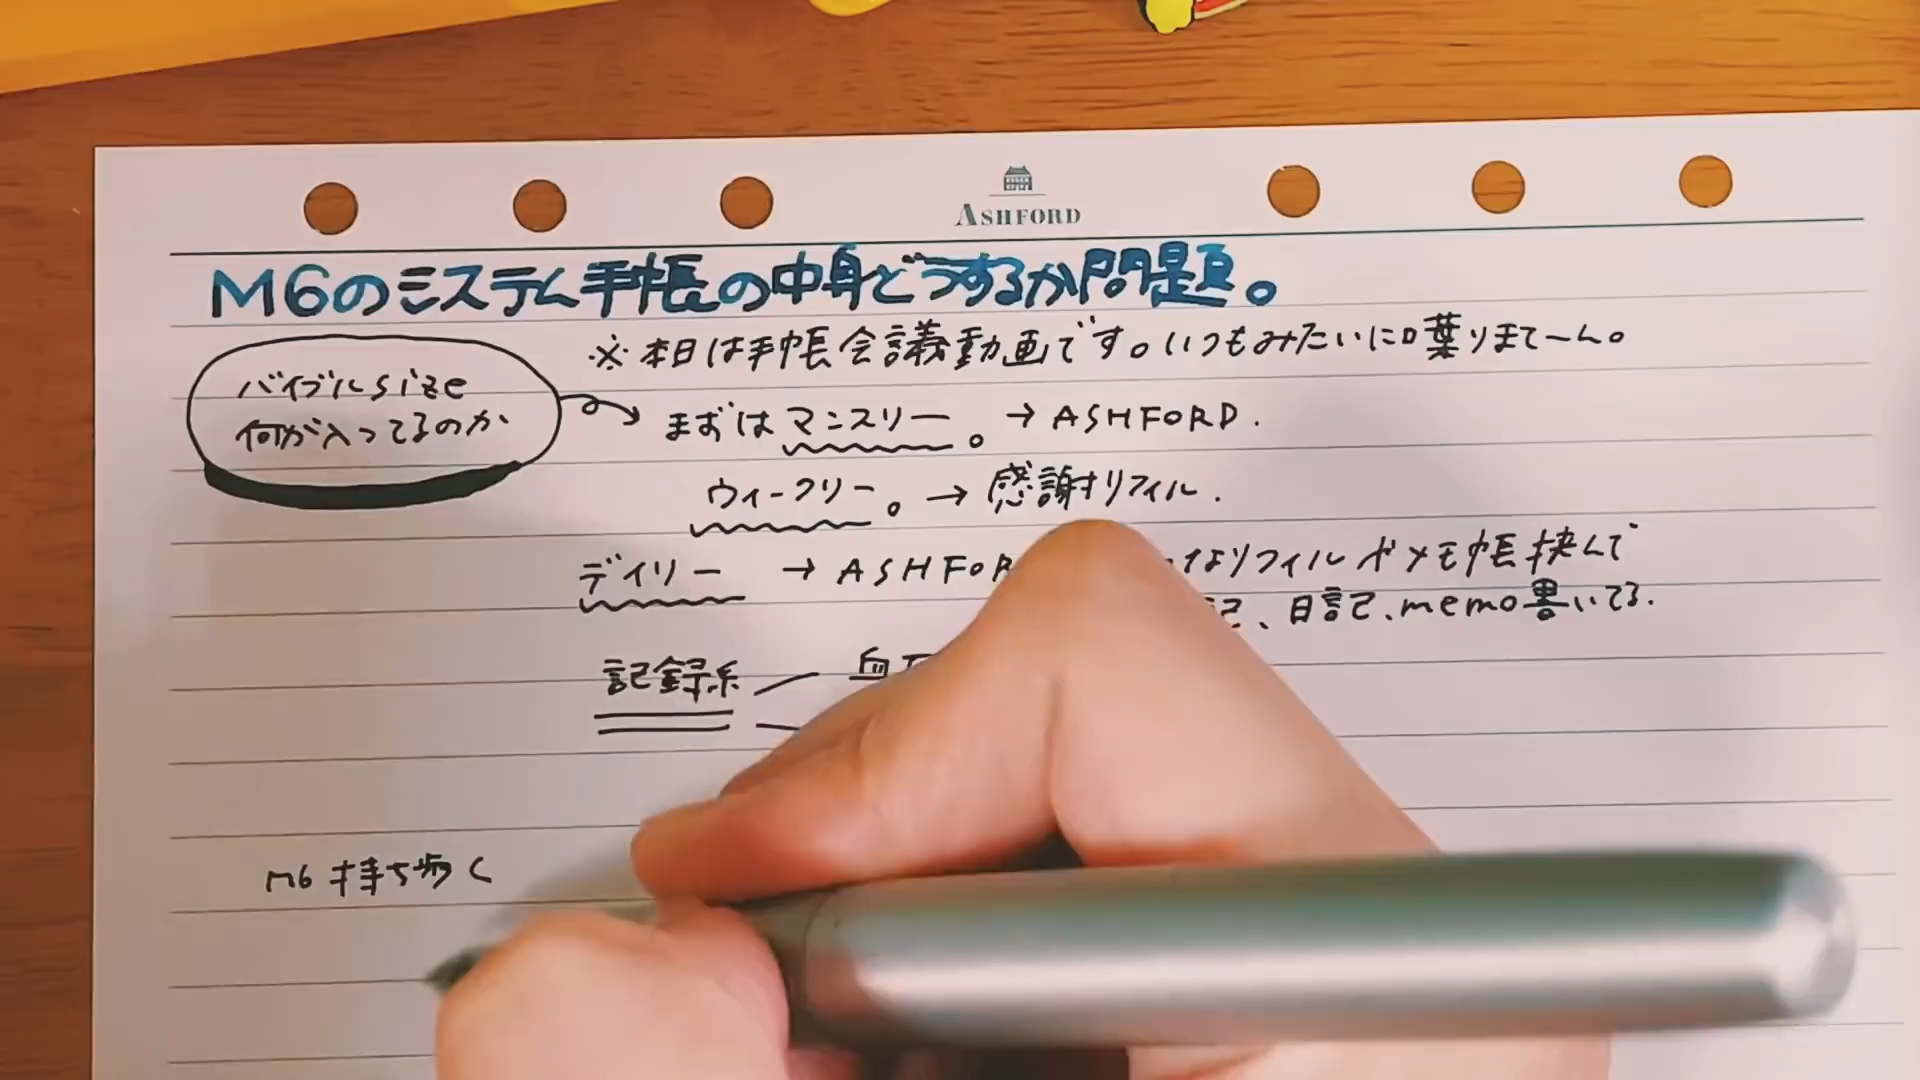 ASHFORD
M6のシステム手帳の中身どうするか問題。
※本日は手帳会議動画です。いつもみたいに喋りまてーん。
バイブルsize
何が入ってるのか
まずはマンスリー。→ ASHFORD.
ウィークリー。→ 感謝リフィル.
デイリー → ASHFOR なリフィルやメモ帳挟んで
記、日記、memo書いてる.
記録系 血圧
M6 持ち歩く